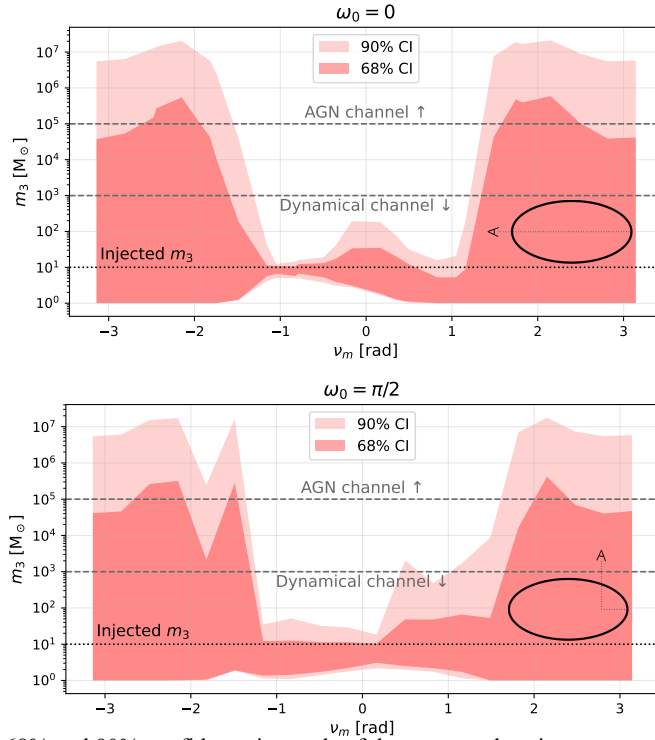 ω₀ = 0
90% CI
68% CI
AGN channel ↑
Dynamical channel ↓
Injected m₃
A
m₃ [M⊙]
10⁷
10⁶
10⁵
10⁴
10³
10²
10¹
10⁰
−3 −2 −1 0 1 2 3
νₘ [rad]
ω₀ = π/2
90% CI
68% CI
AGN channel ↑
Dynamical channel ↓
Injected m₃
A
m₃ [M⊙]
10⁷
10⁶
10⁵
10⁴
10³
10²
10¹
10⁰
−3 −2 −1 0 1 2 3
νₘ [rad]